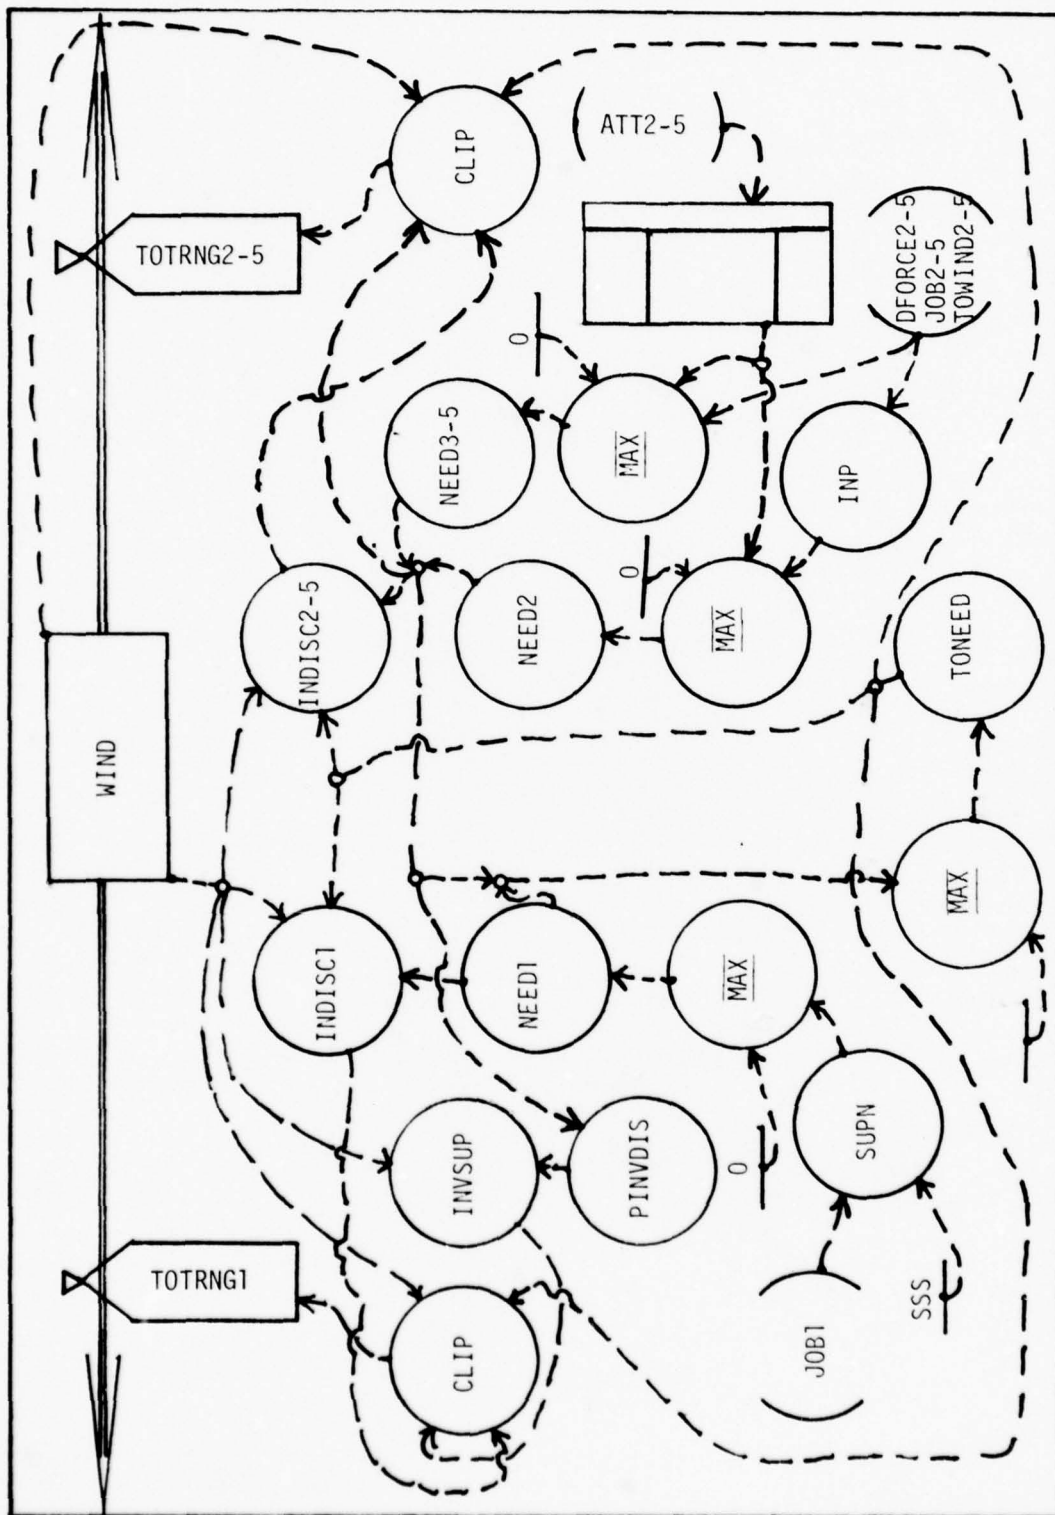 CLIP
ATT2-5
TOTRNG2-5
DFORCE2-5
JOB2-5
TOWIND2-5
0
NEED3-5
MAX
INP
0
INDISC2-5
NEED2
MAX
TONEED
WIND
INDISC1
NEED1
MAX
MAX
INVSUP
PINVDIS
0
SUPN
TOTRNG1
CLIP
JOB1
SSS